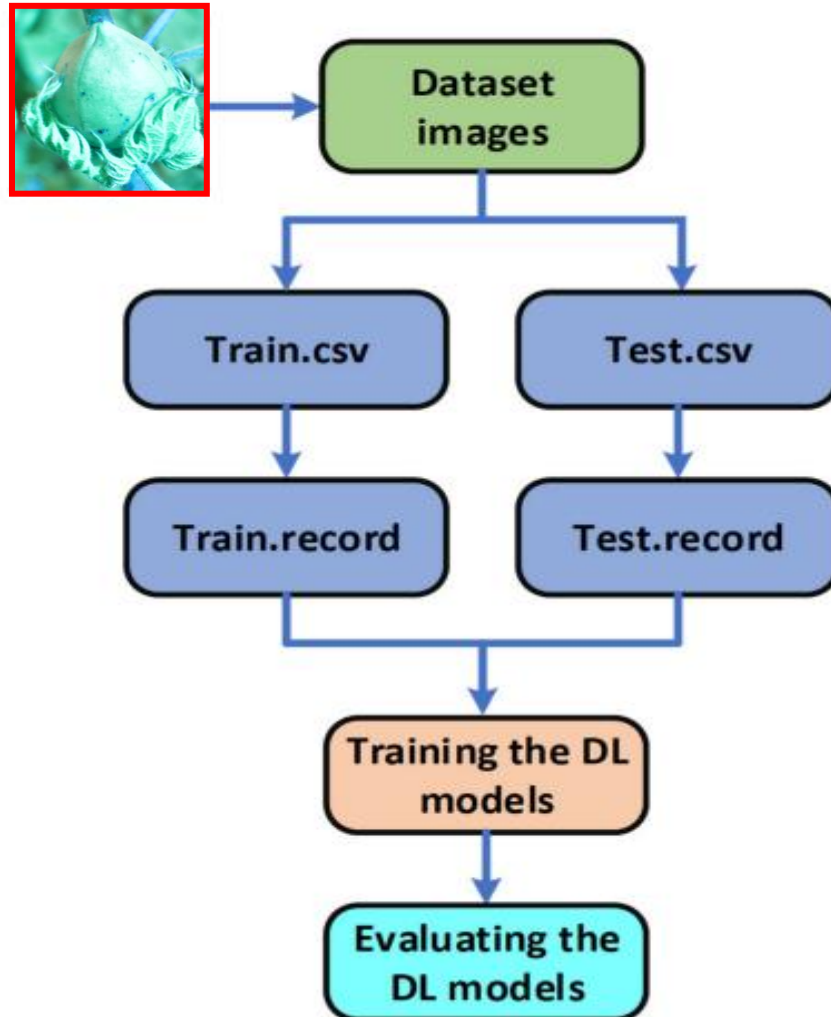 Dataset
images
Train.csv
Test.csv
Train.record
Test.record
Training the DL
models
Evaluating the
DL models